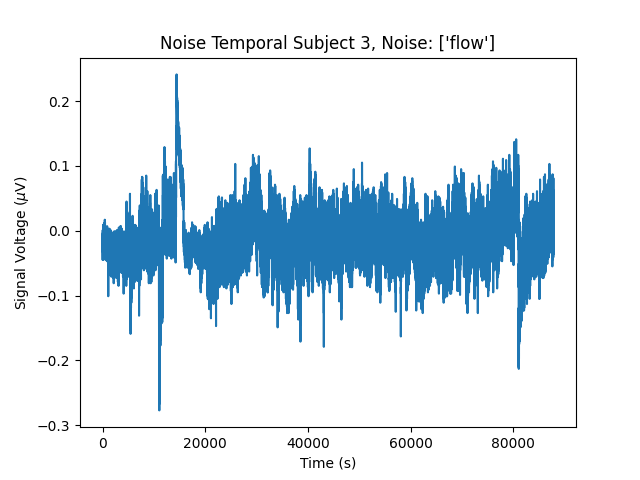 Noise Temporal Subject 3, Noise: ['flow']
Signal Voltage (μV)
0.2
0.1
0.0
−0.1
−0.2
−0.3
0 20000 40000 60000 80000
Time (s)